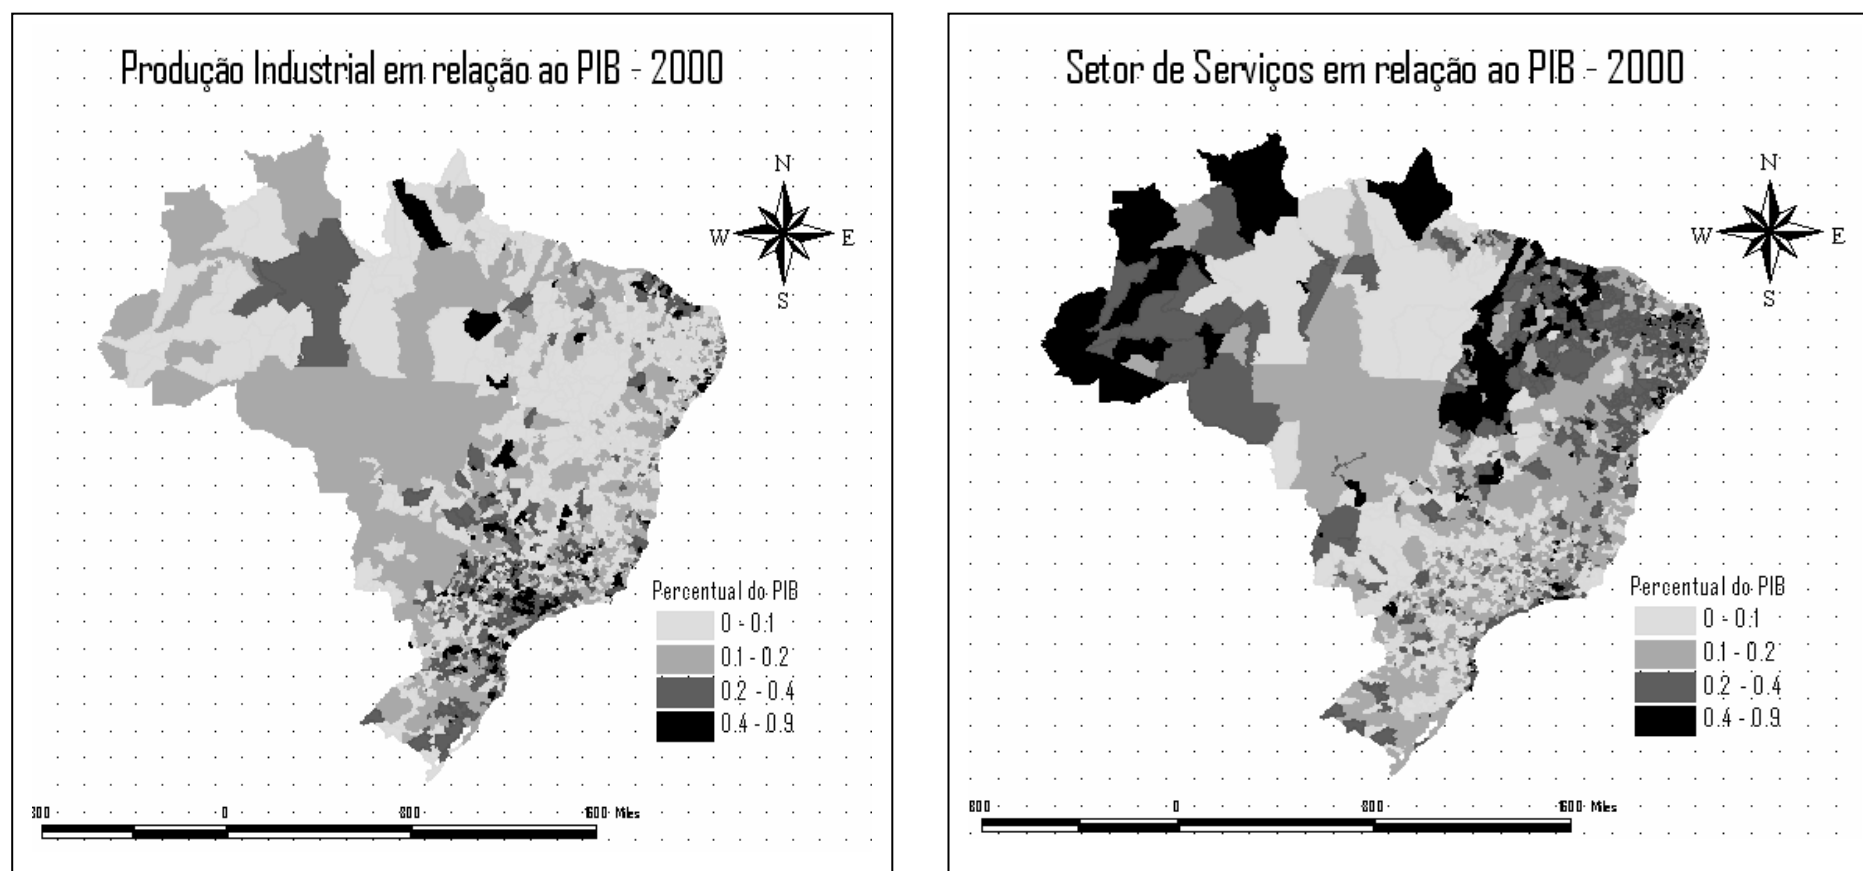 Produção Industrial em relação ao PIB - 2000
N
W
E
S
Percentual do PIB
0 - 0.1
0.1 - 0.2
0.2 - 0.4
0.4 - 0.9
800
0
800
1600 Miles
Setor de Serviços em relação ao PIB - 2000
N
W
E
S
Percentual do PIB
0 - 0.1
0.1 - 0.2
0.2 - 0.4
0.4 - 0.9
800
0
800
1600 Miles